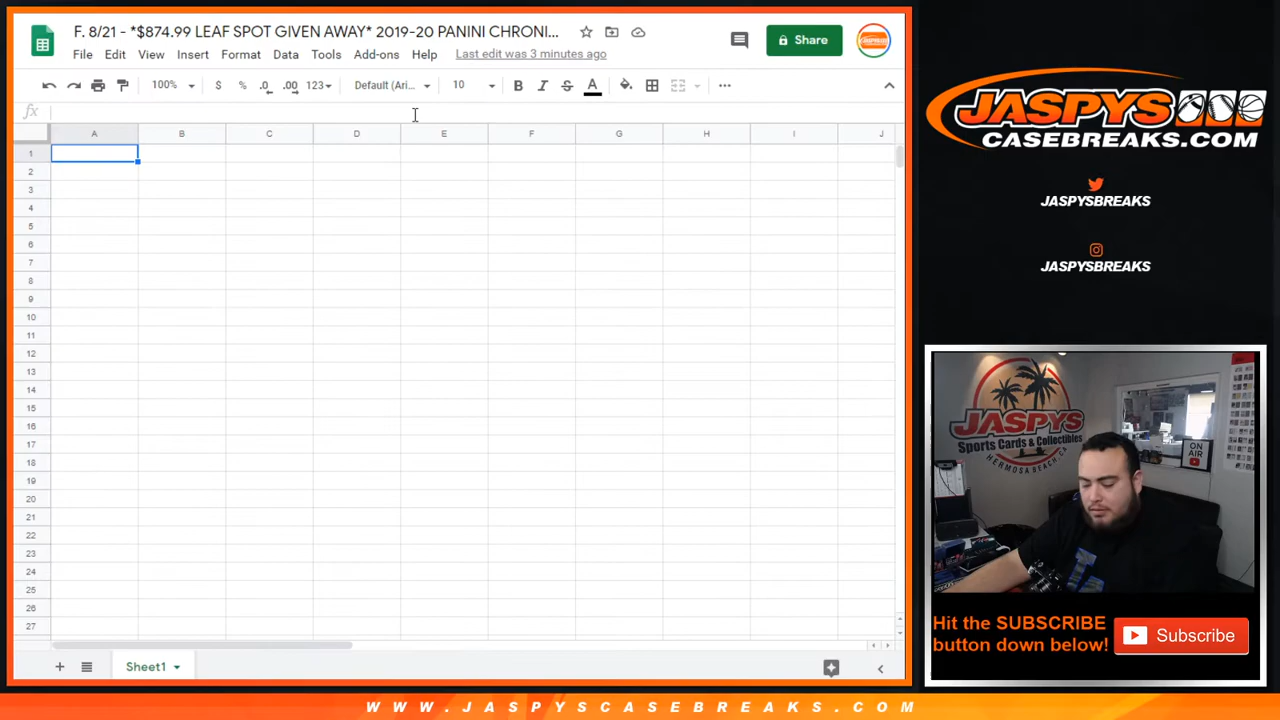 F. 8/21 - *$874.99 LEAF SPOT GIVEN AWAY* 2019-20 PANINI CHRONI...
File Edit View Insert Format Data Tools Add-ons Help Last edit was 3 minutes ago
Share
100% $ % .0 .00 123 Default (Ari... 10 B I S A
fx
A B C D E F G H I J
1
2
3
4
5
6
7
8
9
10
11
12
13
14
15
16
17
18
19
20
21
22
23
24
25
26
27
Sheet1
JASPYS
CASEBREAKS.COM
JASPYSBREAKS
JASPYSBREAKS
JASPYS
Sports Cards & Collectibles
HERMOSA BEACH, CA
ON AIR
Hit the SUBSCRIBE
button down below!
Subscribe
WWW.JASPYSCASEBREAKS.COM